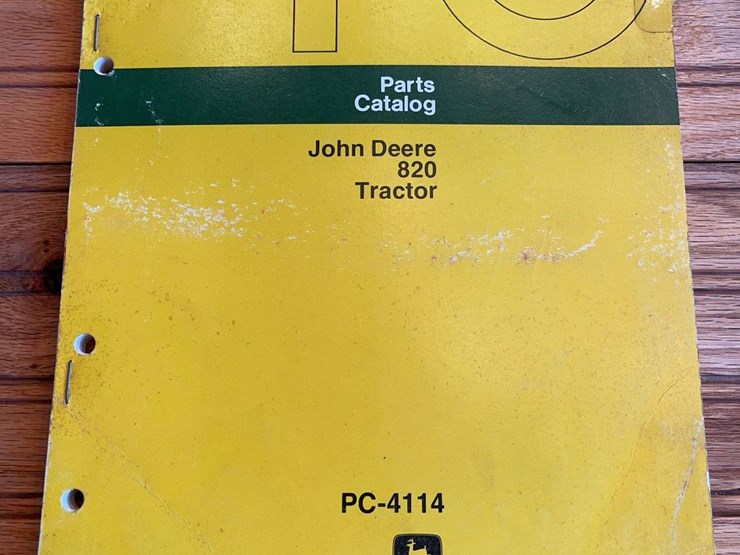 Parts
Catalog
John Deere
820
Tractor
PC-4114